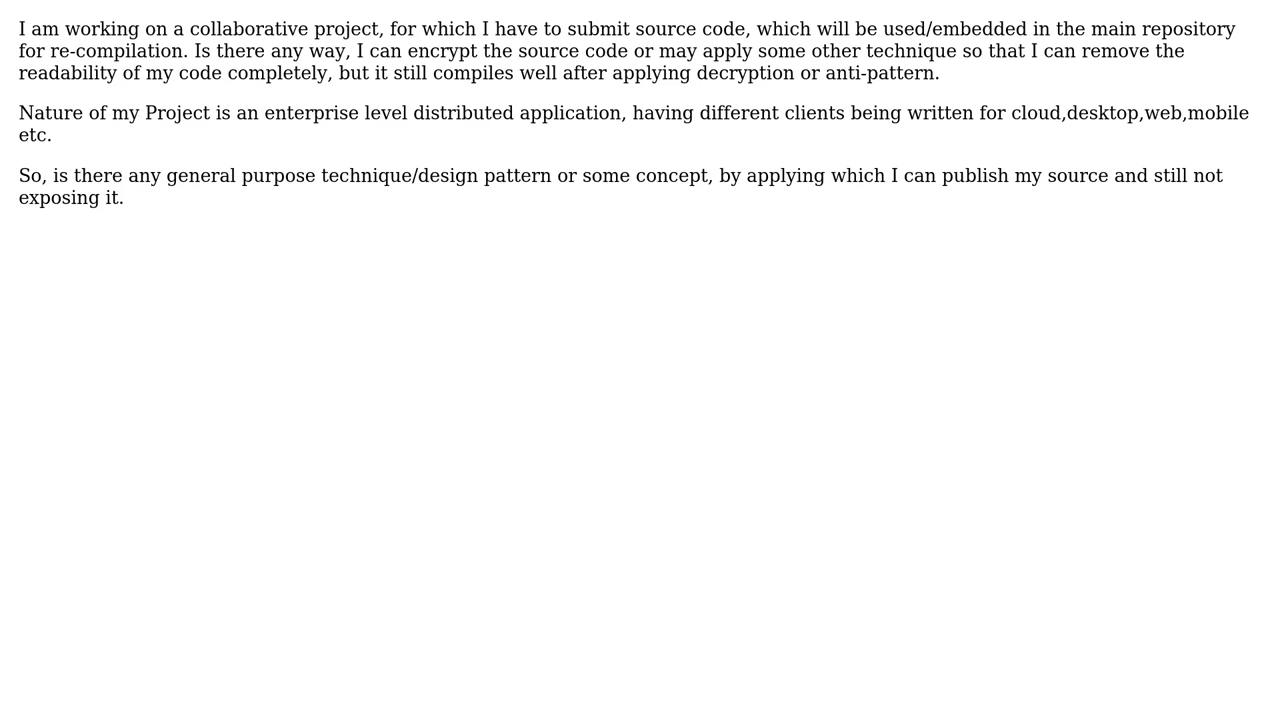 I am working on a collaborative project, for which I have to submit source code, which will be used/embedded in the main repository
for re-compilation. Is there any way, I can encrypt the source code or may apply some other technique so that I can remove the
readability of my code completely, but it still compiles well after applying decryption or anti-pattern.
Nature of my Project is an enterprise level distributed application, having different clients being written for cloud,desktop,web,mobile
etc.
So, is there any general purpose technique/design pattern or some concept, by applying which I can publish my source and still not
exposing it.